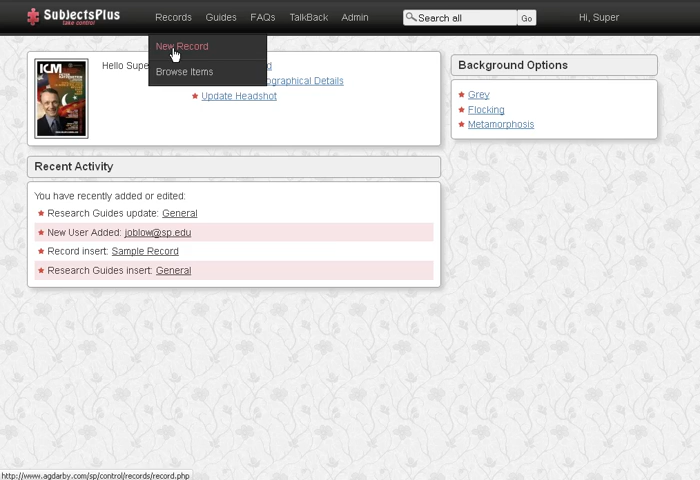 SubjectsPlus
take control
Records Guides FAQs TalkBack Admin
Search all
Go
Hi, Super
New Record
Browse Items
ICM
Hello Supe
d
ographical Details
Update Headshot
Background Options
Grey
Flocking
Metamorphosis
Recent Activity
You have recently added or edited:
Research Guides update: General
New User Added: joblow@sp.edu
Record insert: Sample Record
Research Guides insert: General
http://www.agdarby.com/sp/control/records/record.php